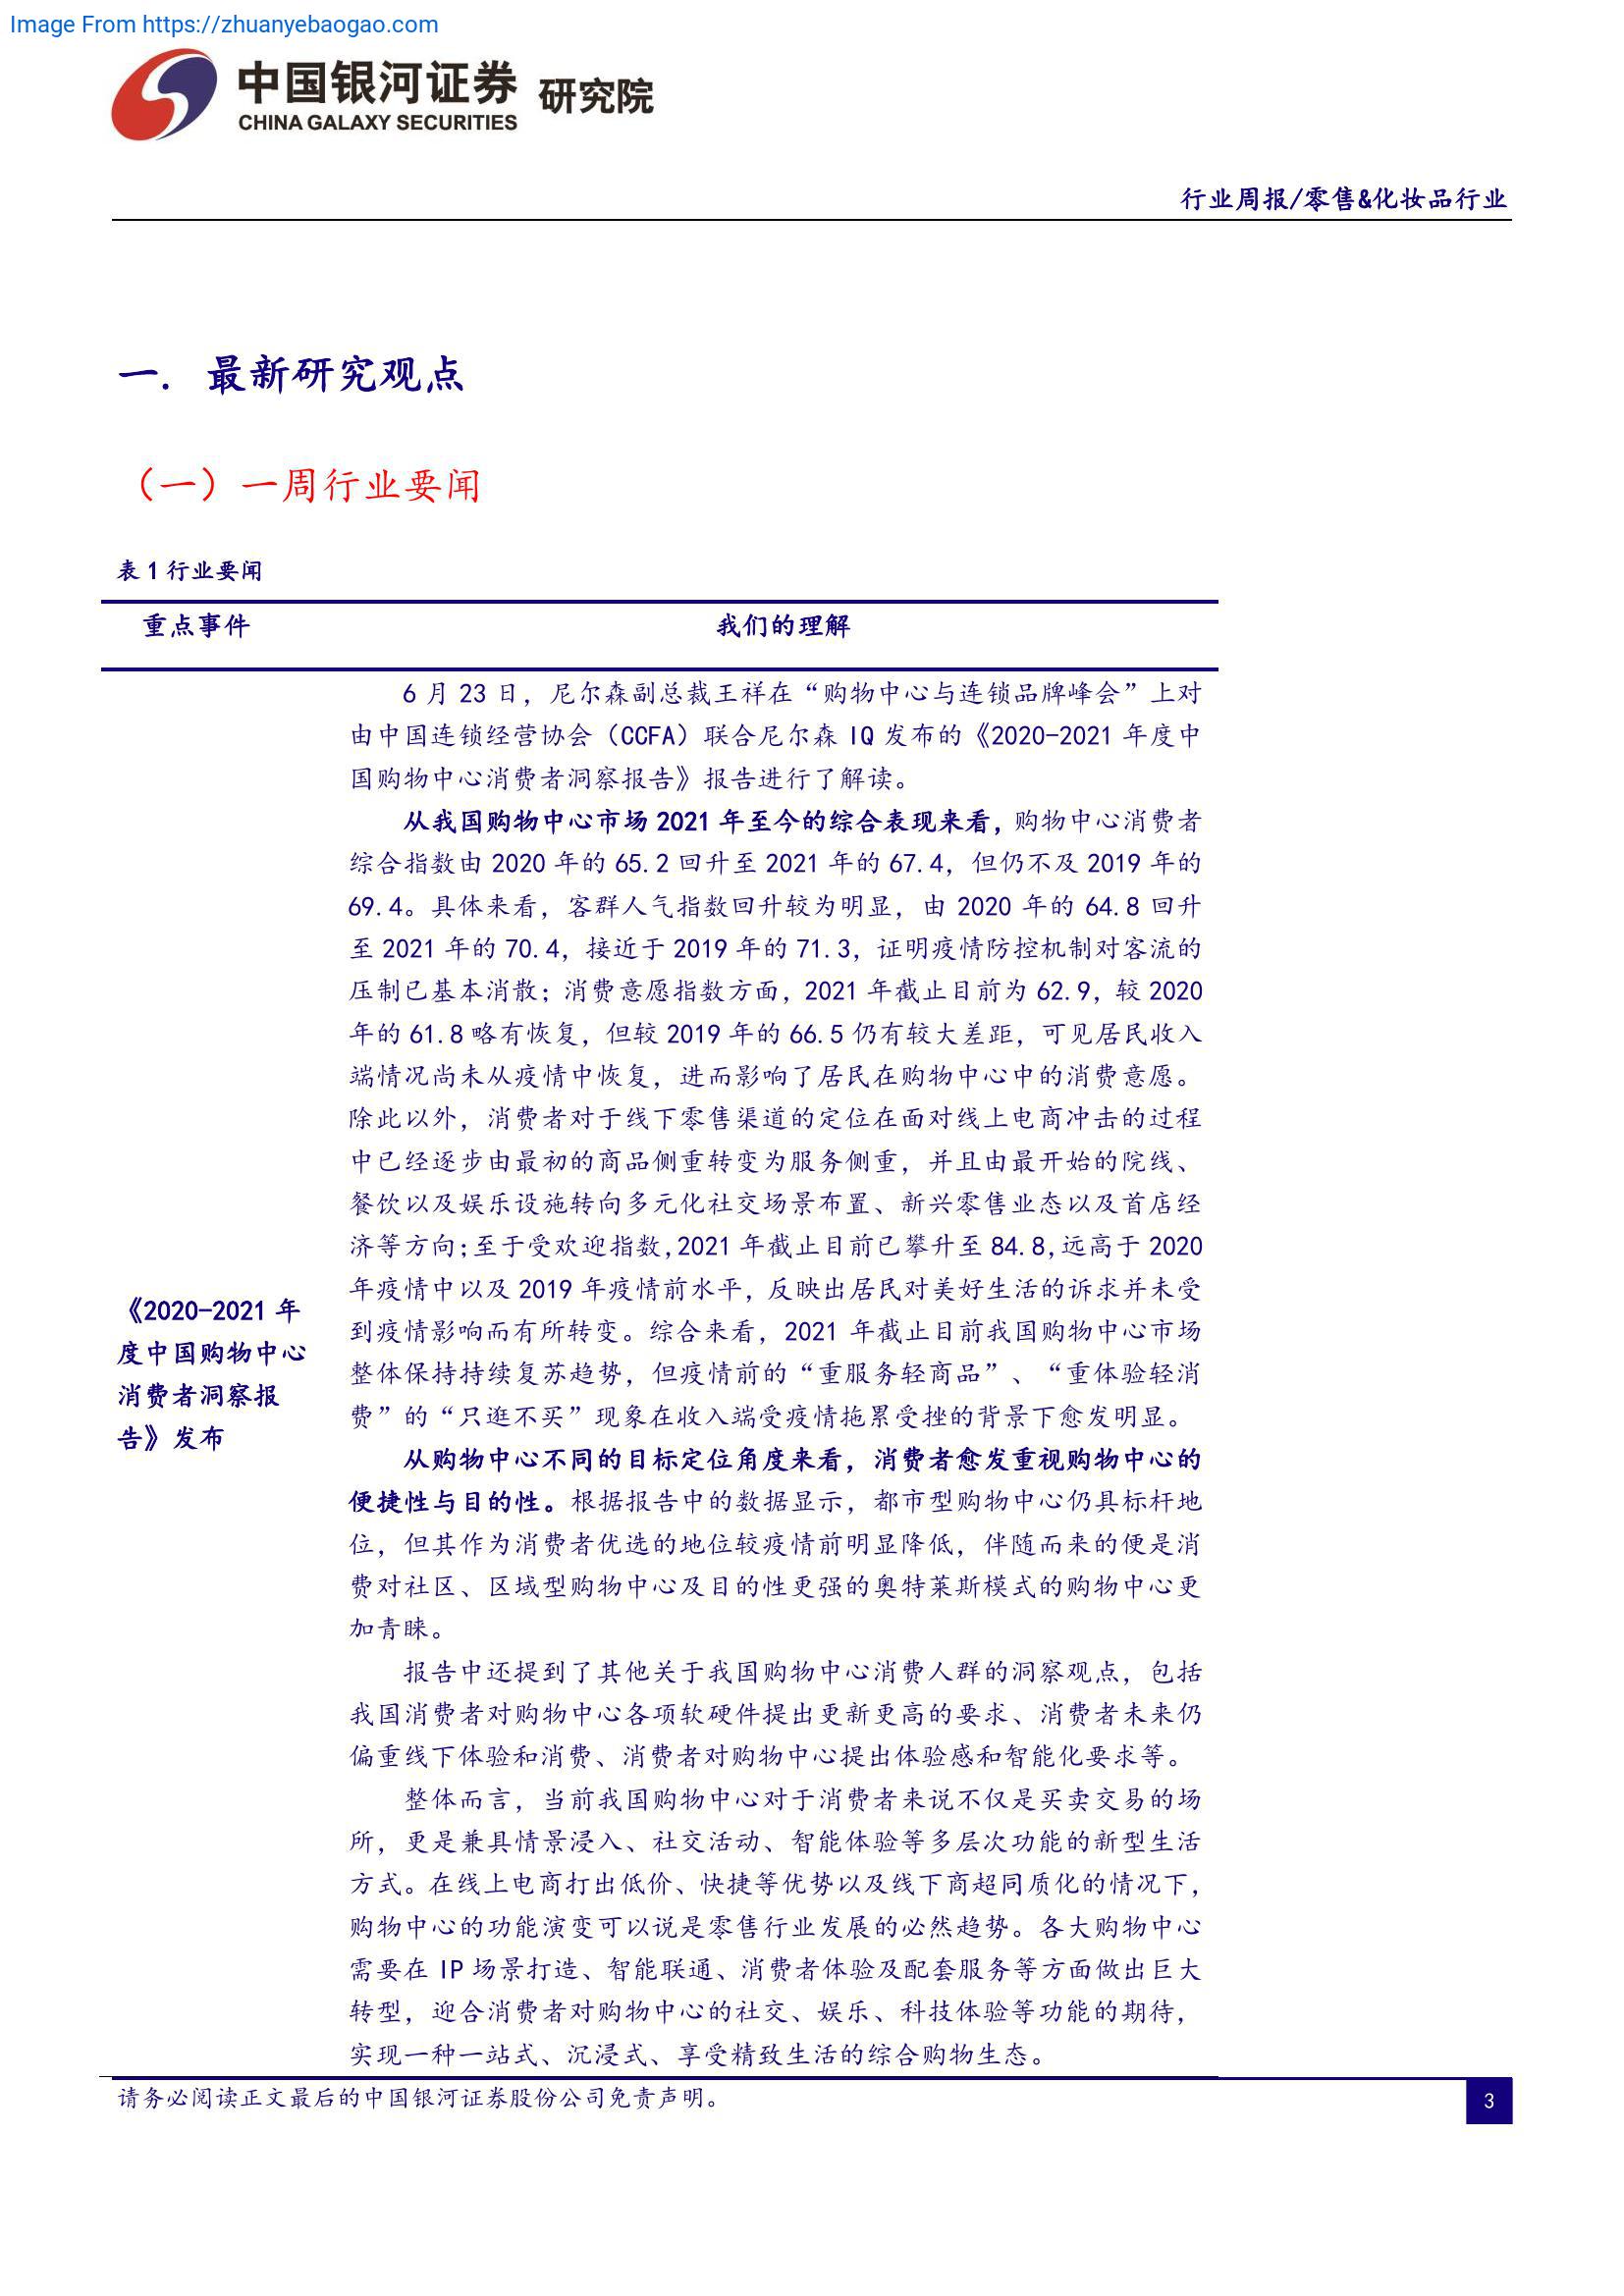 Image From https://zhuanyebaogao.com
中国银河证券 研究院
CHINA GALAXY SECURITIES
行业周报/零售&化妆品行业
一. 最新研究观点
（一）一周行业要闻
表 1 行业要闻
重点事件 我们的理解
6 月 23 日，尼尔森副总裁王祥在“购物中心与连锁品牌峰会”上对
由中国连锁经营协会（CCFA）联合尼尔森 IQ 发布的《2020-2021 年度中
国购物中心消费者洞察报告》报告进行了解读。
从我国购物中心市场 2021 年至今的综合表现来看，购物中心消费者
综合指数由 2020 年的 65.2 回升至 2021 年的 67.4，但仍不及 2019 年的
69.4。具体来看，客群人气指数回升较为明显，由 2020 年的 64.8 回升
至 2021 年的 70.4，接近于 2019 年的 71.3，证明疫情防控机制对客流的
压制已基本消散；消费意愿指数方面，2021 年截止目前为 62.9，较 2020
年的 61.8 略有恢复，但较 2019 年的 66.5 仍有较大差距，可见居民收入
端情况尚未从疫情中恢复，进而影响了居民在购物中心中的消费意愿。
除此以外，消费者对于线下零售渠道的定位在面对线上电商冲击的过程
中已经逐步由最初的商品侧重转变为服务侧重，并且由最开始的院线、
餐饮以及娱乐设施转向多元化社交场景布置、新兴零售业态以及首店经
济等方向；至于受欢迎指数，2021 年截止目前已攀升至 84.8，远高于 2020
年疫情中以及 2019 年疫情前水平，反映出居民对美好生活的诉求并未受
到疫情影响而有所转变。综合来看，2021 年截止目前我国购物中心市场
整体保持持续复苏趋势，但疫情前的“重服务轻商品”、“重体验轻消
费”的“只逛不买”现象在收入端受疫情拖累受挫的背景下愈发明显。
从购物中心不同的目标定位角度来看，消费者愈发重视购物中心的
便捷性与目的性。根据报告中的数据显示，都市型购物中心仍具标杆地
位，但其作为消费者优选的地位较疫情前明显降低，伴随而来的便是消
费对社区、区域型购物中心及目的性更强的奥特莱斯模式的购物中心更
加青睐。
报告中还提到了其他关于我国购物中心消费人群的洞察观点，包括
我国消费者对购物中心各项软硬件提出更新更高的要求、消费者未来仍
偏重线下体验和消费、消费者对购物中心提出体验感和智能化要求等。
整体而言，当前我国购物中心对于消费者来说不仅是买卖交易的场
所，更是兼具情景浸入、社交活动、智能体验等多层次功能的新型生活
方式。在线上电商打出低价、快捷等优势以及线下商超同质化的情况下，
购物中心的功能演变可以说是零售行业发展的必然趋势。各大购物中心
需要在 IP 场景打造、智能联通、消费者体验及配套服务等方面做出巨大
转型，迎合消费者对购物中心的社交、娱乐、科技体验等功能的期待，
实现一种一站式、沉浸式、享受精致生活的综合购物生态。
《2020-2021 年
度中国购物中心
消费者洞察报
告》发布
请务必阅读正文最后的中国银河证券股份公司免责声明。
3